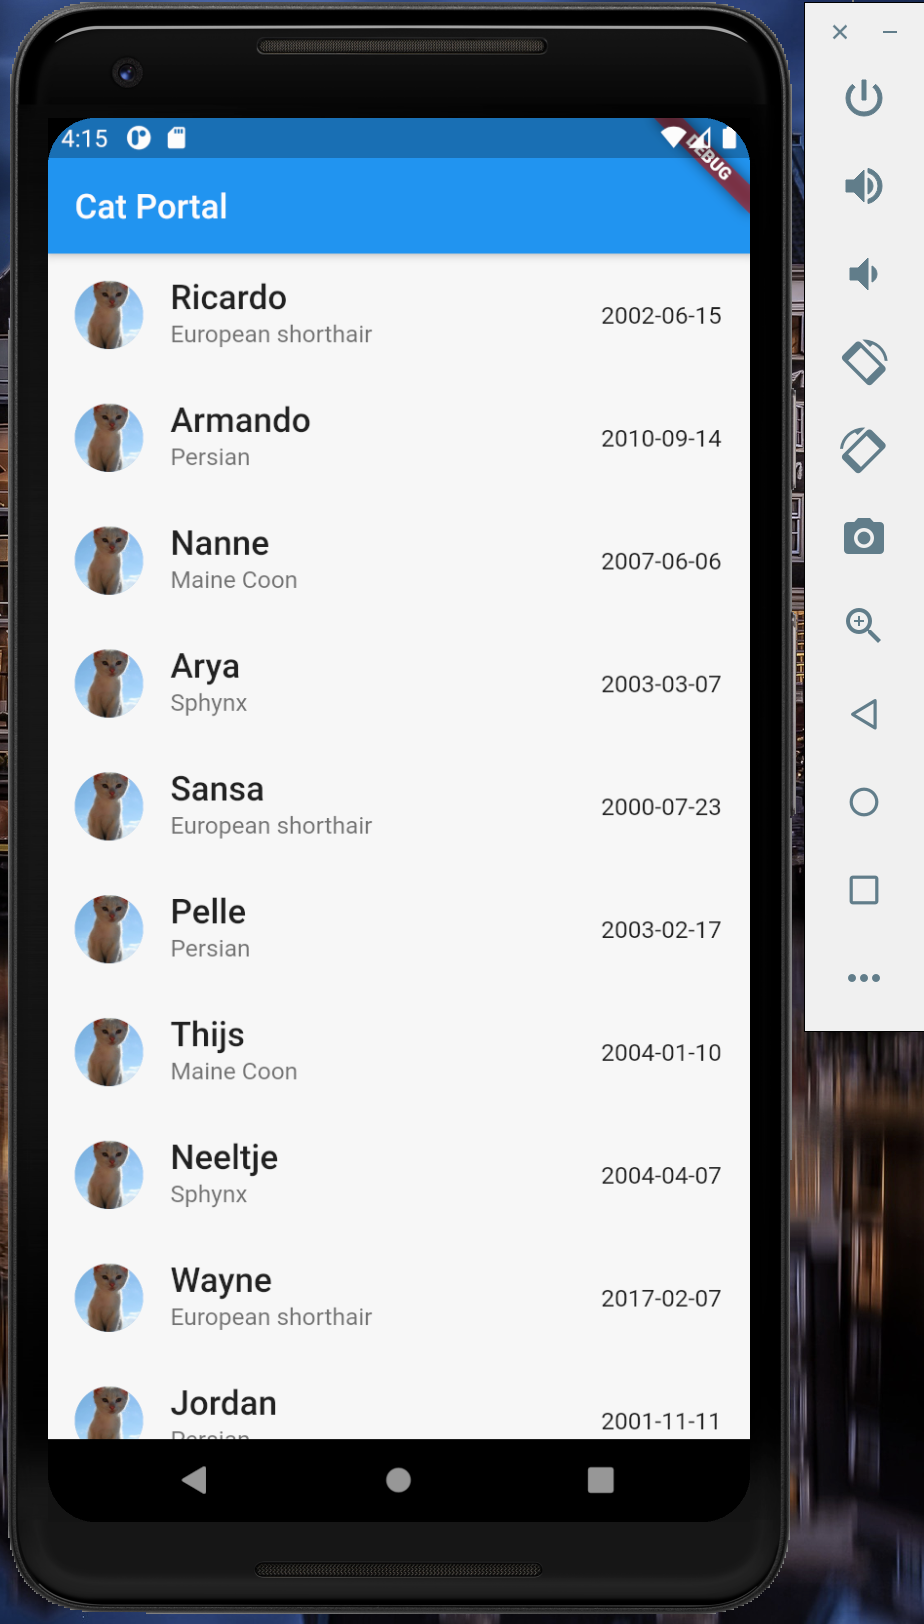 4:15
DEBUG
Cat Portal
Ricardo
European shorthair
2002-06-15
Armando
Persian
2010-09-14
Nanne
Maine Coon
2007-06-06
Arya
Sphynx
2003-03-07
Sansa
European shorthair
2000-07-23
Pelle
Persian
2003-02-17
Thijs
Maine Coon
2004-01-10
Neeltje
Sphynx
2004-04-07
Wayne
European shorthair
2017-02-07
Jordan
Persian
2001-11-11